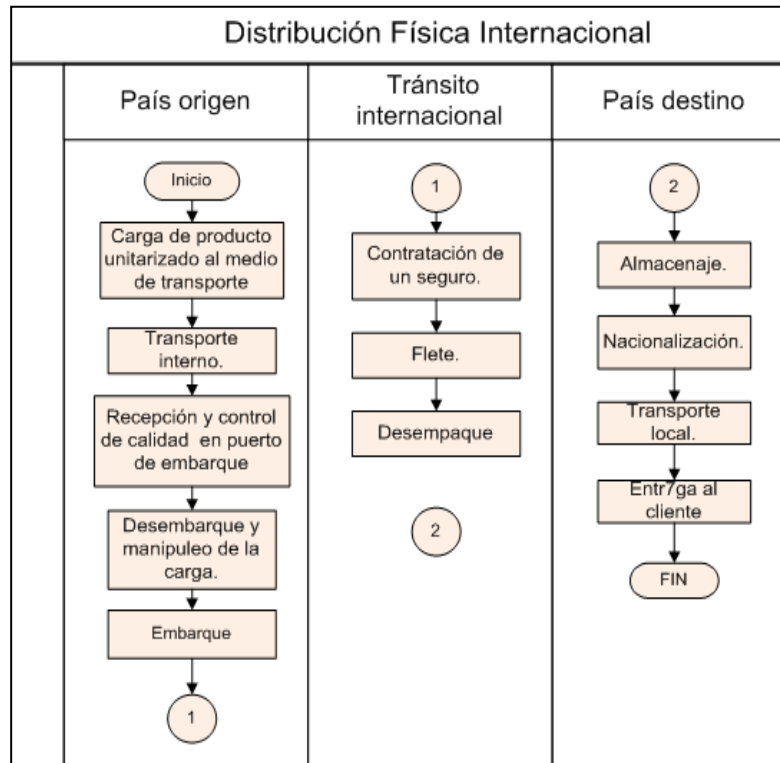 Distribución Física Internacional
País origen
Inicio
Carga de producto
unitarizado al medio
de transporte
Transporte
interno.
Recepción y control
de calidad en puerto
de embarque
Desembarque y
manipuleo de la
carga.
Embarque
1
Tránsito
internacional
1
Contratación de
un seguro.
Flete.
Desempaque
2
País destino
2
Almacenaje.
Nacionalización.
Transporte
local.
Entr7ga al
cliente
FIN